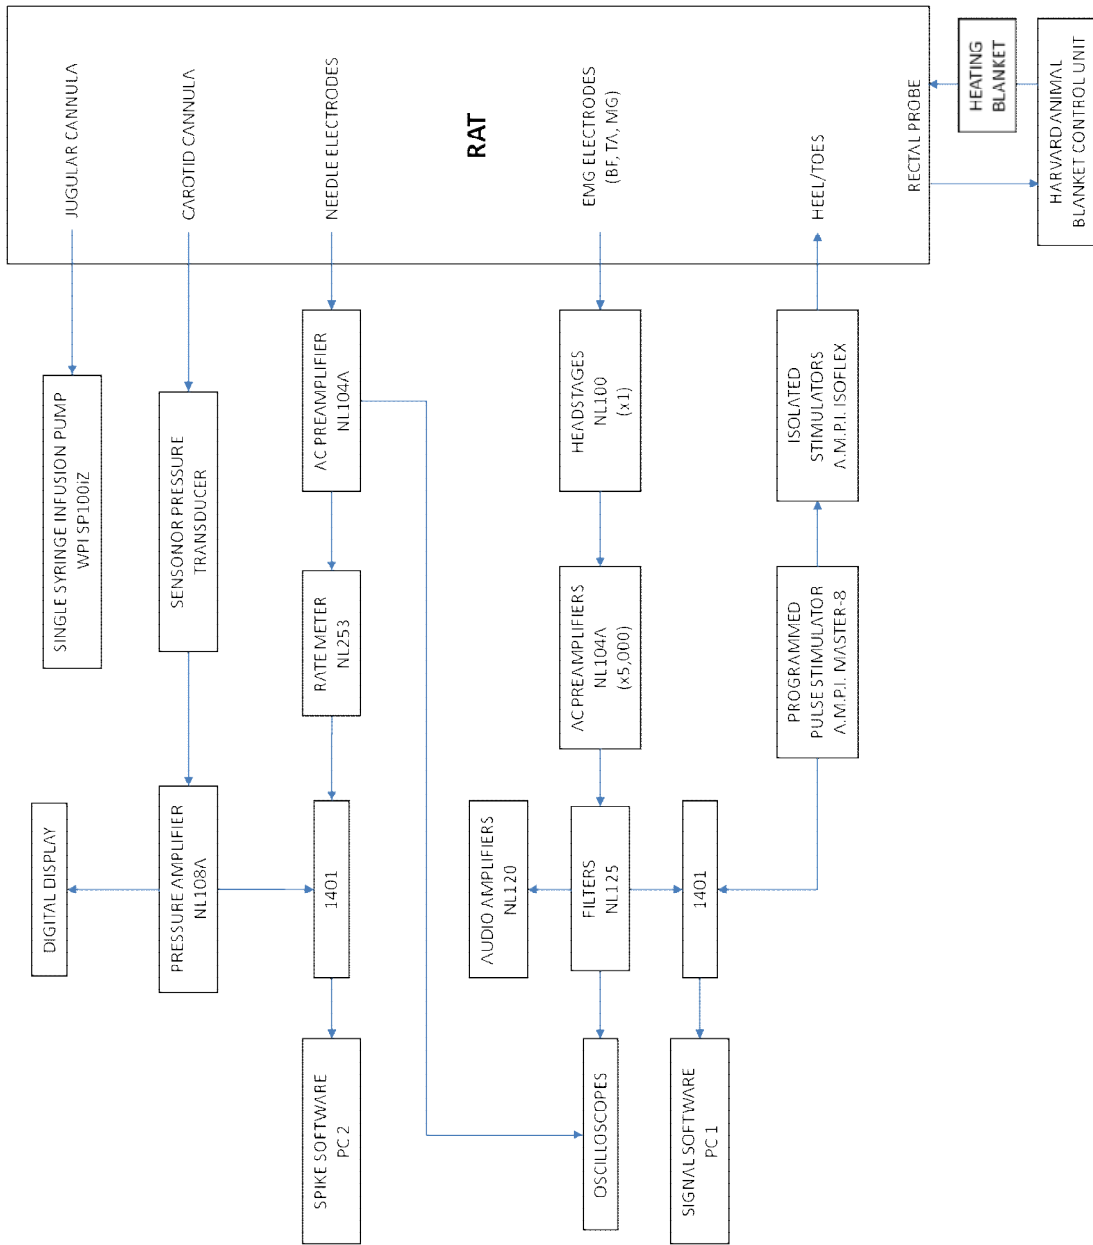 RAT
JUGULAR CANNULA
CAROTID CANNULA
NEEDLE ELECTRODES
EMG ELECTRODES
(BF, TA, MG)
HEEL/TOES
RECTAL PROBE
HEATING
BLANKET
HARVARD ANIMAL
BLANKET CONTROL UNIT
SINGLE SYRINGE INFUSION PUMP
WPI SP100iZ
SENSONOR PRESSURE
TRANSDUCER
AC PREAMPLIFIER
NL104A
HEADSTAGES
NL100
(x1)
ISOLATED
STIMULATORS
A.M.P.I. ISOFLEX
RATE METER
NL253
AC PREAMPLIFIERS
NL104A
(x5,000)
PROGRAMMED
PULSE STIMULATOR
A.M.P.I. MASTER-8
DIGITAL DISPLAY
PRESSURE AMPLIFIER
NL108A
1401
AUDIO AMPLIFIERS
NL120
FILTERS
NL125
1401
SPIKE SOFTWARE
PC 2
OSCILLOSCOPES
SIGNAL SOFTWARE
PC 1